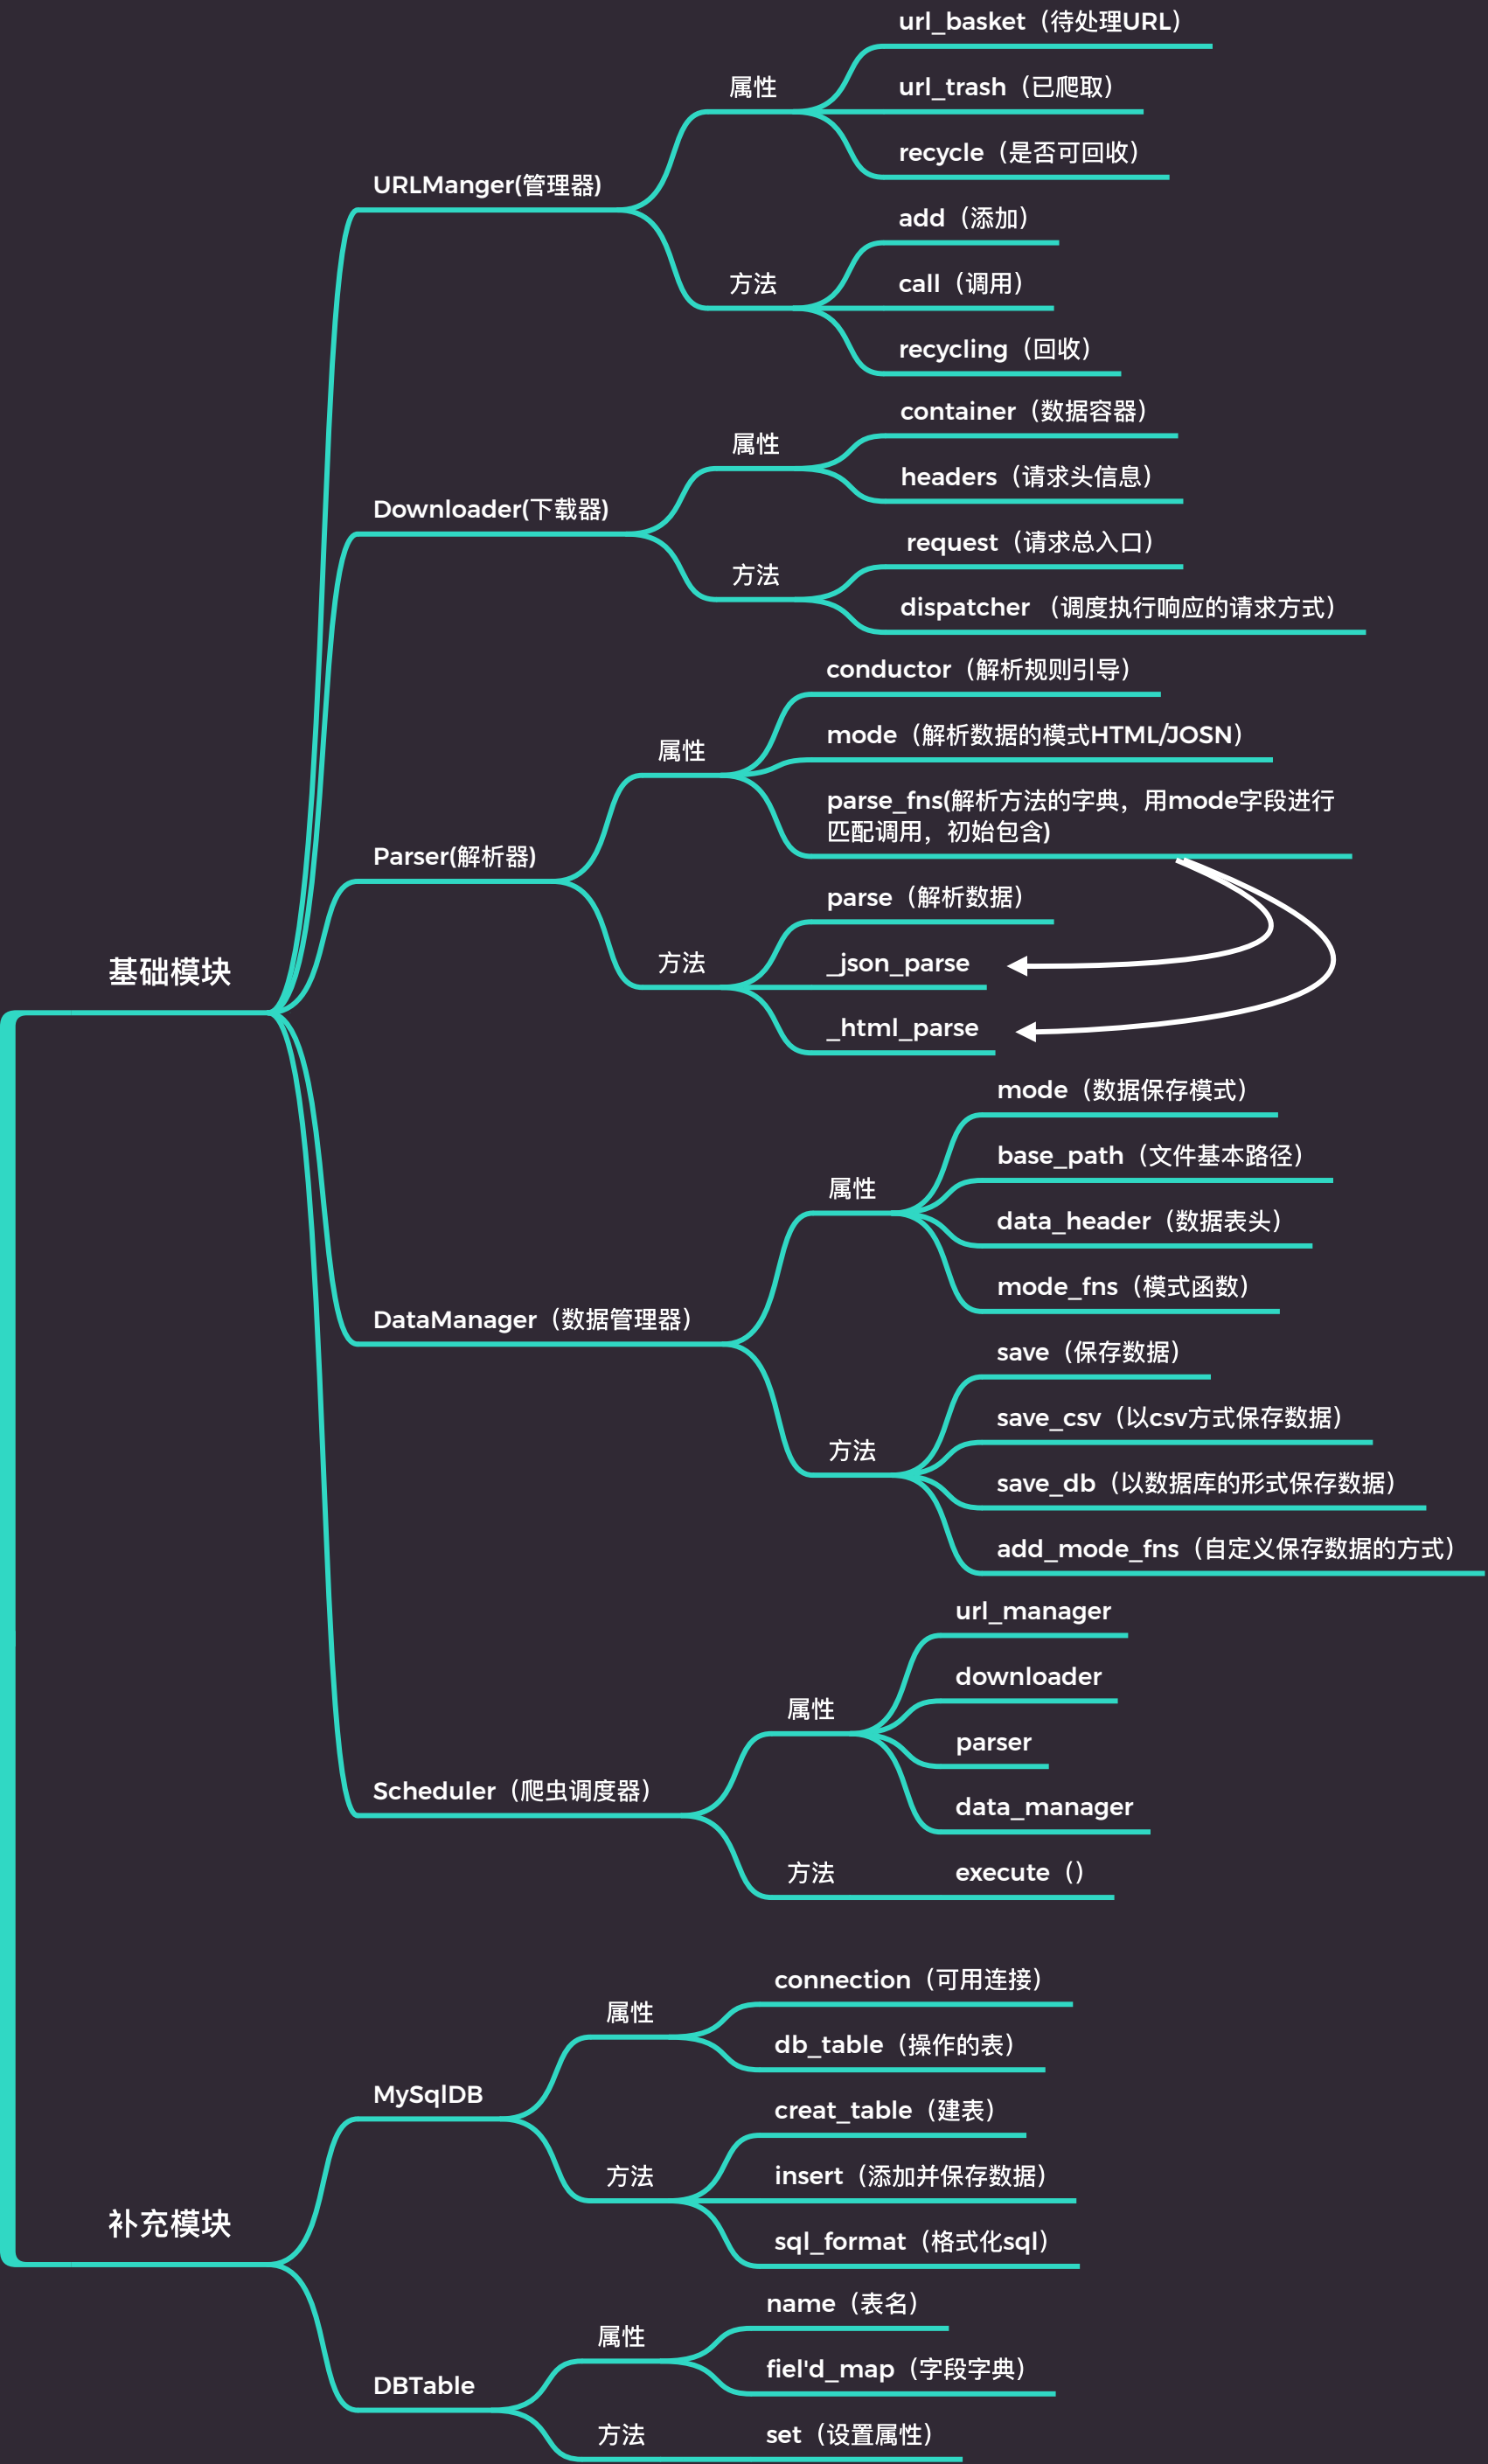 基础模块
URLManger(管理器)
属性
url_basket（待处理URL）
url_trash（已爬取）
recycle（是否可回收）
方法
add（添加）
call（调用）
recycling（回收）
Downloader(下载器)
属性
container（数据容器）
headers（请求头信息）
方法
request（请求总入口）
dispatcher （调度执行响应的请求方式）
Parser(解析器)
属性
conductor（解析规则引导）
mode（解析数据的模式HTML/JOSN）
parse_fns(解析方法的字典，用mode字段进行
匹配调用，初始包含)
方法
parse（解析数据）
_json_parse
_html_parse
DataManager（数据管理器）
属性
mode（数据保存模式）
base_path（文件基本路径）
data_header（数据表头）
mode_fns（模式函数）
方法
save（保存数据）
save_csv（以csv方式保存数据）
save_db（以数据库的形式保存数据）
add_mode_fns（自定义保存数据的方式）
Scheduler（爬虫调度器）
属性
url_manager
downloader
parser
data_manager
方法
execute（）
补充模块
MySqlDB
属性
connection（可用连接）
db_table（操作的表）
方法
creat_table（建表）
insert（添加并保存数据）
sql_format（格式化sql）
DBTable
属性
name（表名）
fiel'd_map（字段字典）
方法
set（设置属性）